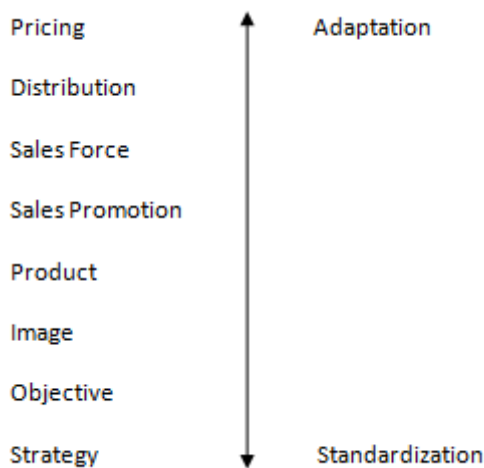 Pricing Adaptation
Distribution
Sales Force
Sales Promotion
Product
Image
Objective
Strategy Standardization